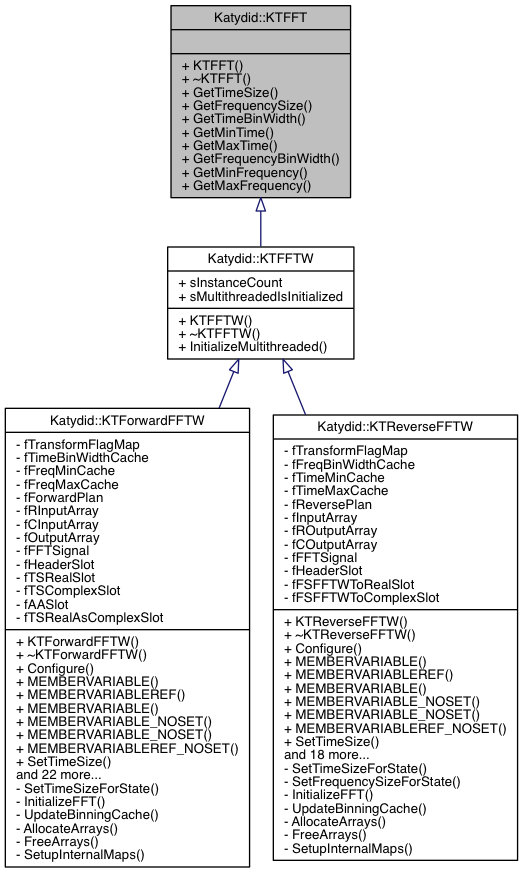 Katydid::KTFFT
+ KTFFT()
+ ~KTFFT()
+ GetTimeSize()
+ GetFrequencySize()
+ GetTimeBinWidth()
+ GetMinTime()
+ GetMaxTime()
+ GetFrequencyBinWidth()
+ GetMinFrequency()
+ GetMaxFrequency()
Katydid::KTFFTW
+ sInstanceCount
+ sMultithreadedIsInitialized
+ KTFFTW()
+ ~KTFFTW()
+ InitializeMultithreaded()
Katydid::KTForwardFFTW
- fTransformFlagMap
- fTimeBinWidthCache
- fFreqMinCache
- fFreqMaxCache
- fForwardPlan
- fRInputArray
- fCInputArray
- fOutputArray
- fFFTSignal
- fHeaderSlot
- fTSRealSlot
- fTSComplexSlot
- fAASlot
- fTSRealAsComplexSlot
+ KTForwardFFTW()
+ ~KTForwardFFTW()
+ Configure()
+ MEMBERVARIABLE()
+ MEMBERVARIABLEREF()
+ MEMBERVARIABLE()
+ MEMBERVARIABLE_NOSET()
+ MEMBERVARIABLE_NOSET()
+ MEMBERVARIABLEREF_NOSET()
+ SetTimeSize()
and 22 more...
- SetTimeSizeForState()
- InitializeFFT()
- UpdateBinningCache()
- AllocateArrays()
- FreeArrays()
- SetupInternalMaps()
Katydid::KTReverseFFTW
- fTransformFlagMap
- fFreqBinWidthCache
- fTimeMinCache
- fTimeMaxCache
- fReversePlan
- fInputArray
- fROutputArray
- fCOutputArray
- fFFTSignal
- fHeaderSlot
- fFSFFTWToRealSlot
- fFSFFTWToComplexSlot
+ KTReverseFFTW()
+ ~KTReverseFFTW()
+ Configure()
+ MEMBERVARIABLE()
+ MEMBERVARIABLEREF()
+ MEMBERVARIABLE()
+ MEMBERVARIABLE_NOSET()
+ MEMBERVARIABLE_NOSET()
+ MEMBERVARIABLEREF_NOSET()
+ SetTimeSize()
and 18 more...
- SetTimeSizeForState()
- SetFrequencySizeForState()
- InitializeFFT()
- UpdateBinningCache()
- AllocateArrays()
- FreeArrays()
- SetupInternalMaps()